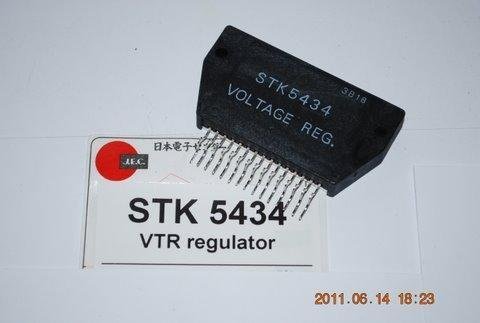 STK5434
3B18
VOLTAGE REG.
日本電子センター
J.E.C.
STK 5434
VTR regulator
2011.06.14 18:23